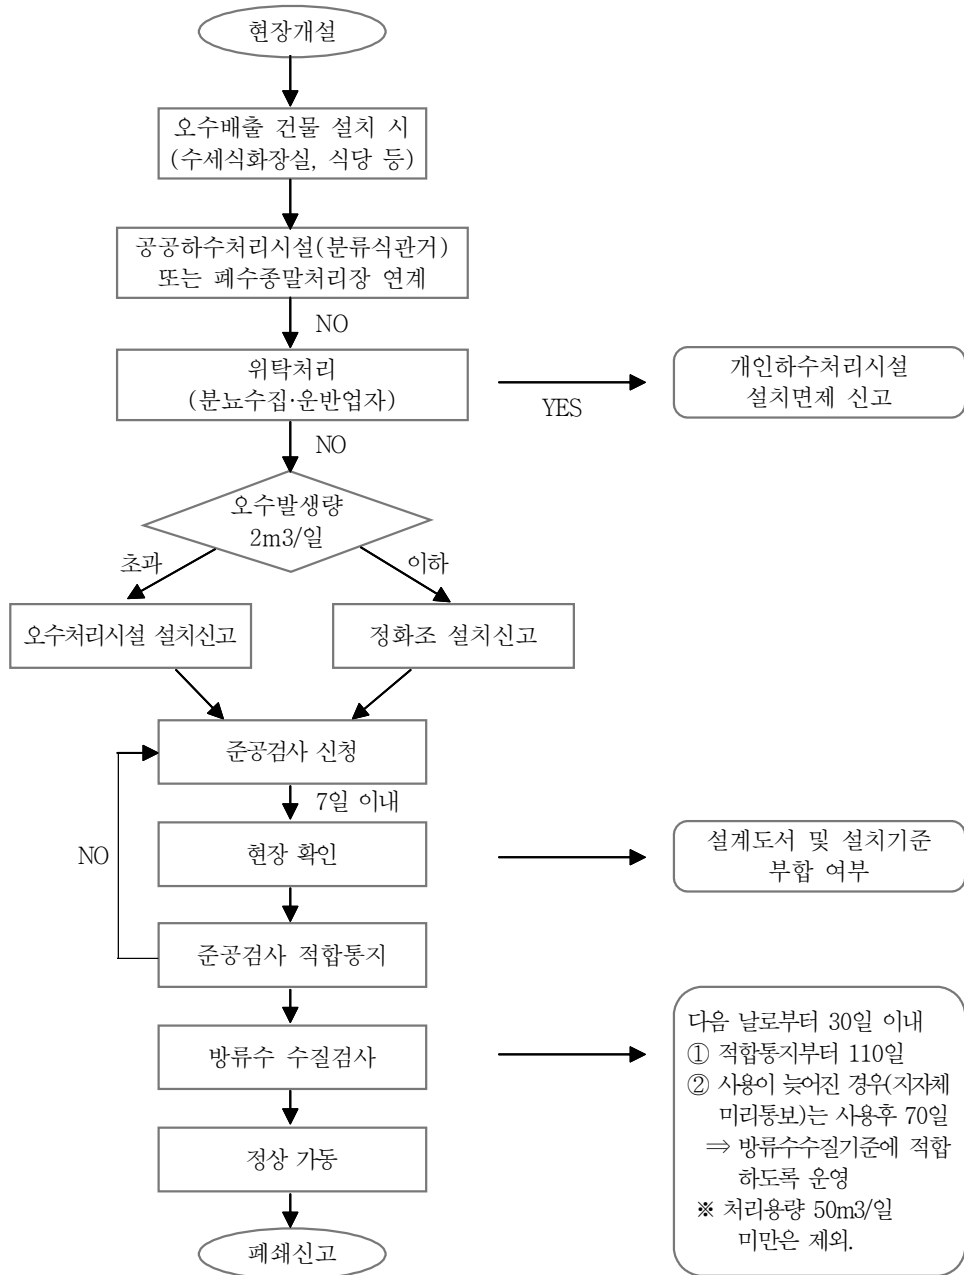 현장개설
오수배출 건물 설치 시
(수세식화장실, 식당 등)
공공하수처리시설(분류식관거)
또는 폐수종말처리장 연계
NO
위탁처리
(분뇨수집·운반업자)
YES
개인하수처리시설
설치면제 신고
NO
오수발생량
2m3/일
초과
이하
오수처리시설 설치신고
정화조 설치신고
준공검사 신청
7일 이내
NO
현장 확인
설계도서 및 설치기준
부합 여부
준공검사 적합통지
방류수 수질검사
다음 날로부터 30일 이내
① 적합통지부터 110일
② 사용이 늦어진 경우(지자체
미리통보)는 사용후 70일
⇒ 방류수수질기준에 적합
하도록 운영
※ 처리용량 50m3/일
미만은 제외.
정상 가동
폐쇄신고